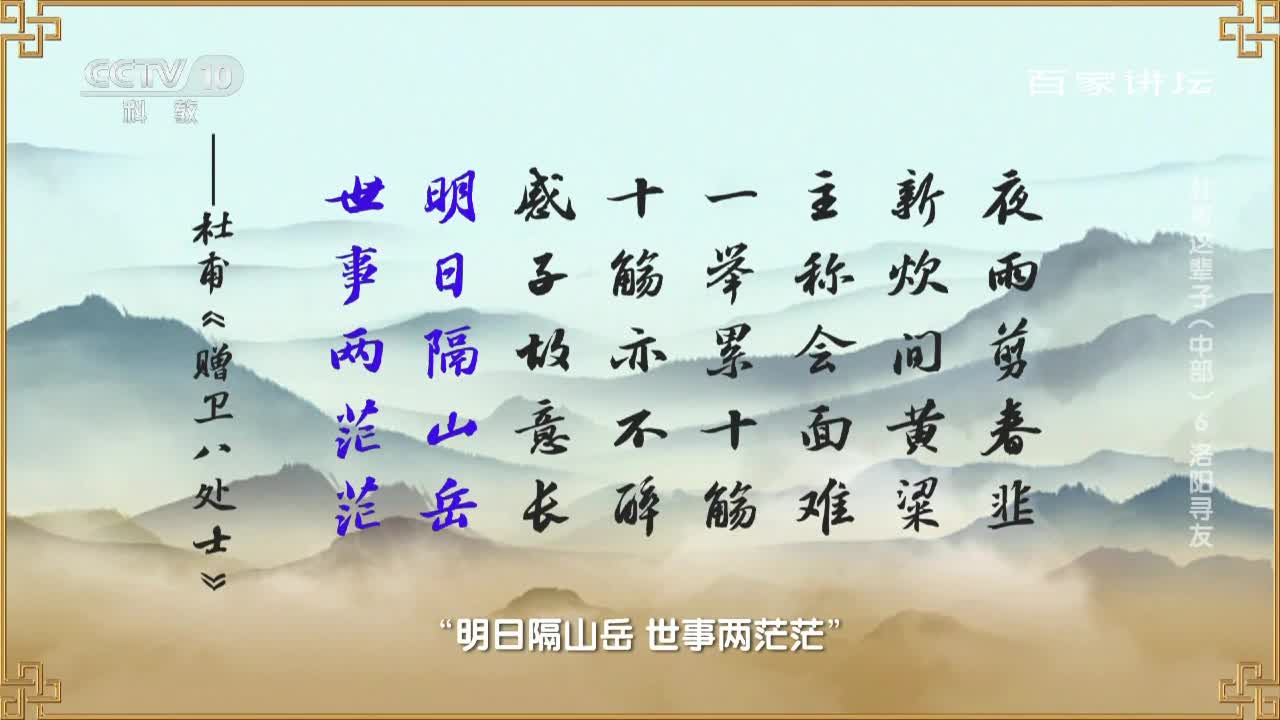 CCTV 10
科教
百家讲坛
杜甫这辈子（中部）6 洛阳寻友
夜雨剪春韭
新炊间黄粱
主称会面难
一举累十觞
十觞亦不醉
感子故意长
明日隔山岳
世事两茫茫
——杜甫《赠卫八处士》
“明日隔山岳 世事两茫茫”